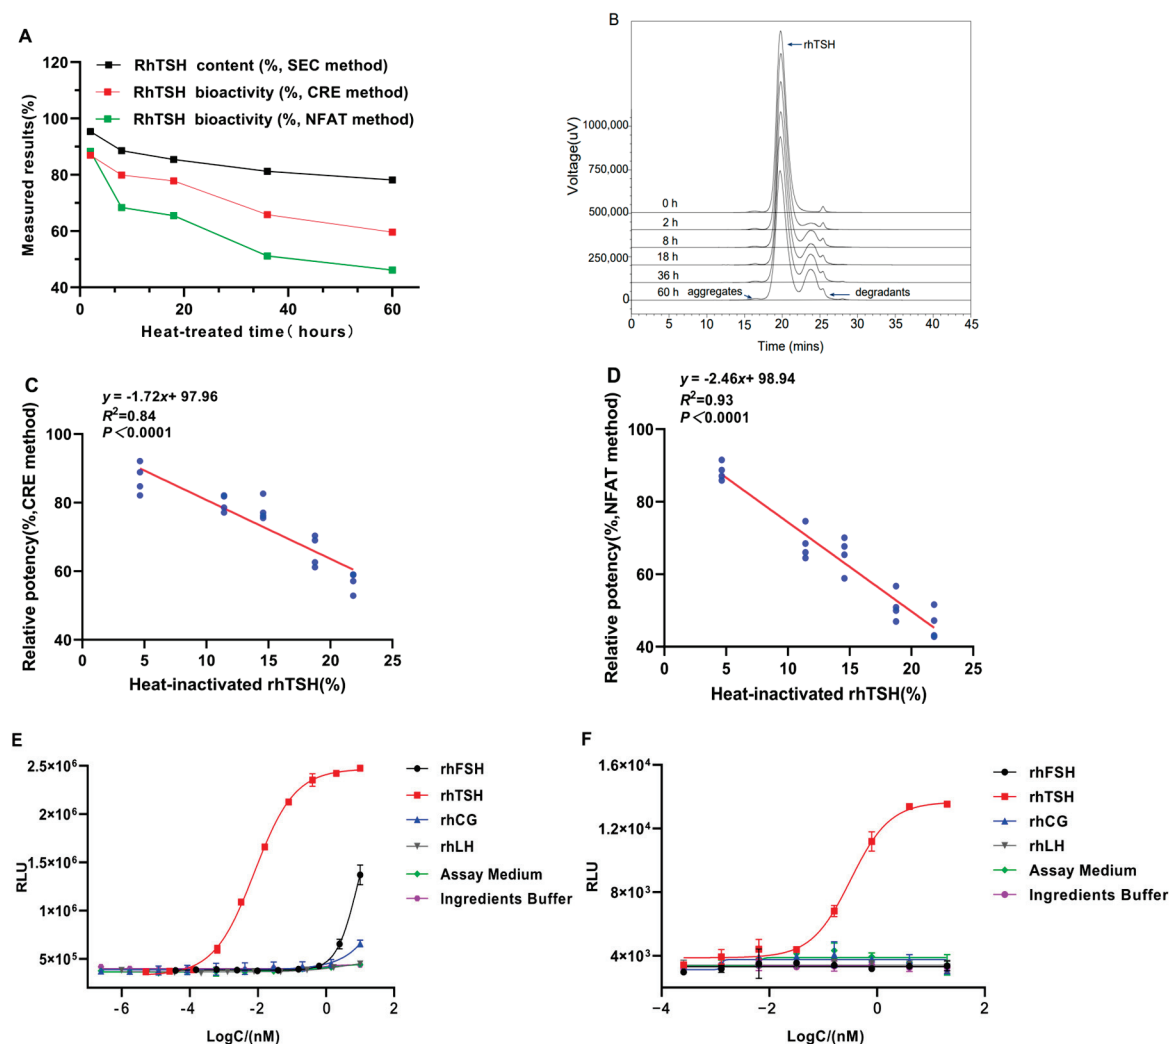 A
RhTSH content (%, SEC method)
RhTSH bioactivity (%, CRE method)
RhTSH bioactivity (%, NFAT method)
Measured results(%)
120
100
80
60
40
0
20
40
60
80
Heat-treated time( hours)
B
rhTSH
Voltage(uV)
1000,000
750,000
500,000
250,000
0
0 h
2 h
8 h
18 h
36 h
60 h
aggregates
degradants
0
5
10
15
20
25
30
35
40
45
Time (mins)
C
y = -1.72x+ 97.96
R²=0.84
P<0.0001
Relative potency(%,CRE method)
100
80
60
40
0
5
10
15
20
25
Heat-inactivated rhTSH(%)
D
y = -2.46x+ 98.94
R²=0.93
P<0.0001
Relative potency(%,NFAT method)
100
80
60
40
0
5
10
15
20
25
Heat-inactivated rhTSH(%)
E
RLU
2.5×10⁶
2×10⁶
1.5×10⁶
1×10⁶
5×10⁵
-6
-4
-2
0
LogC/(nM)
rhFSH
rhTSH
rhCG
rhLH
Assay Medium
Ingredients Buffer
F
RLU
1.6×10⁴
1.2×10⁴
8×10³
4×10³
−4
−2
0
2
LogC/(nM)
rhFSH
rhTSH
rhCG
rhLH
Assay Medium
Ingredients Buffer